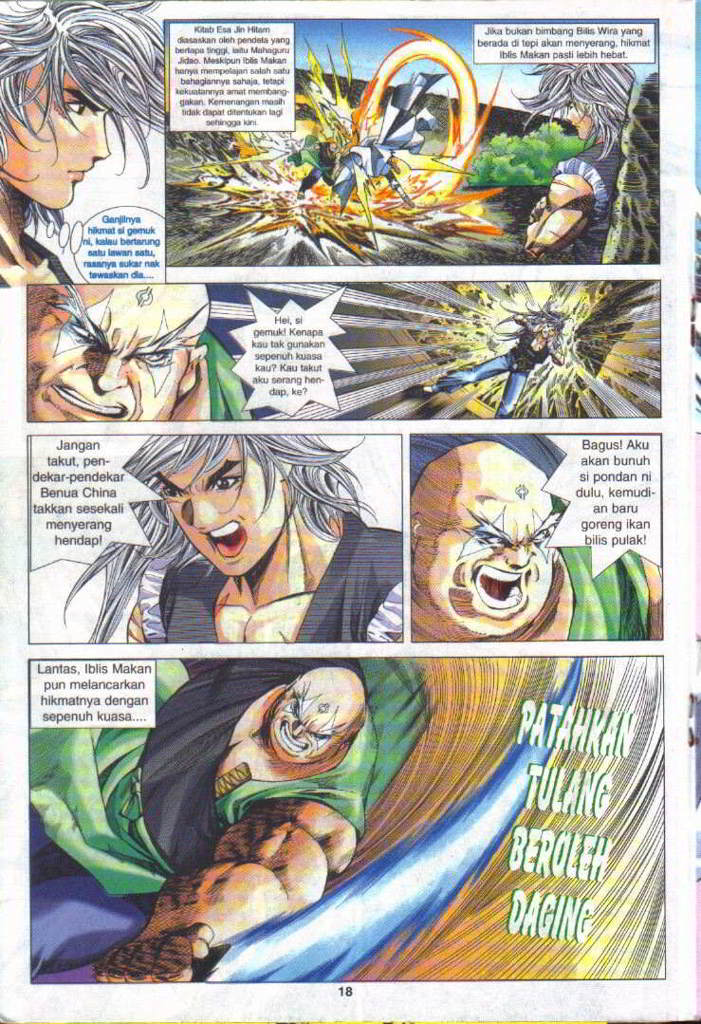 Kitab Esa Jin Hitam
diasaskan oleh pendeta yang
bertapa tinggi, iaitu Mahaguru
Jidao. Meskipun Iblis Makan
hanya mempelajari salah satu
bahagiannya sahaja, tetapi
kekuatannya amat membang-
gakan. Kemenangan masih
tidak dapat ditentukan lagi
sehingga kini.
Jika bukan bimbang Bilis Wira yang
berada di tepi akan menyerang, hikmat
Iblis Makan pasti lebih hebat.
Ganjilnya
hikmat si gemuk
ni, kalau bertarung
satu lawan satu,
rasanya sukar nak
tewaskan dia....
Hei, si
gemuk! Kenapa
kau tak gunakan
sepenuh kuasa
kau? Kau takut
aku serang hen-
dap, ke?
Jangan
takut, pen-
dekar-pendekar
Benua China
takkan sesekali
menyerang
hendap!
Bagus! Aku
akan bunuh
si pondan ni
dulu, kemudi-
an baru
goreng ikan
bilis pulak!
Lantas, Iblis Makan
pun melancarkan
hikmatnya dengan
sepenuh kuasa....
PATAHKAN
TULANG
BEROLEH
DAGING
18